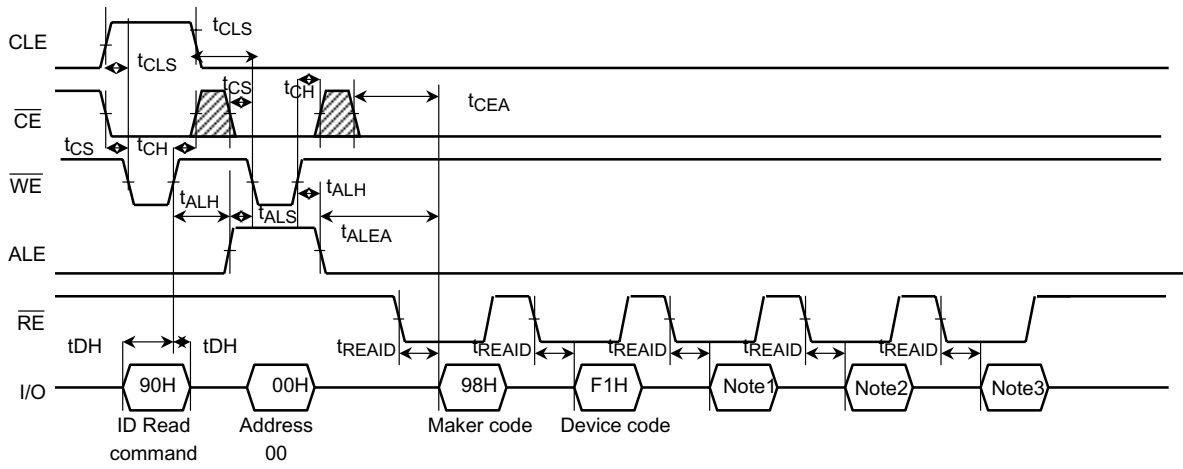 CLE
tCLS
tCLS
CE
tCS
tCH
tCEA
tCS
tCH
WE
tALH
tALS
tALH
tALEA
ALE
RE
tDH
tDH
tREAID
tREAID
tREAID
tREAID
tREAID
I/O
90H
00H
98H
F1H
Note1
Note2
Note3
ID Read
command
Address
00
Maker code
Device code